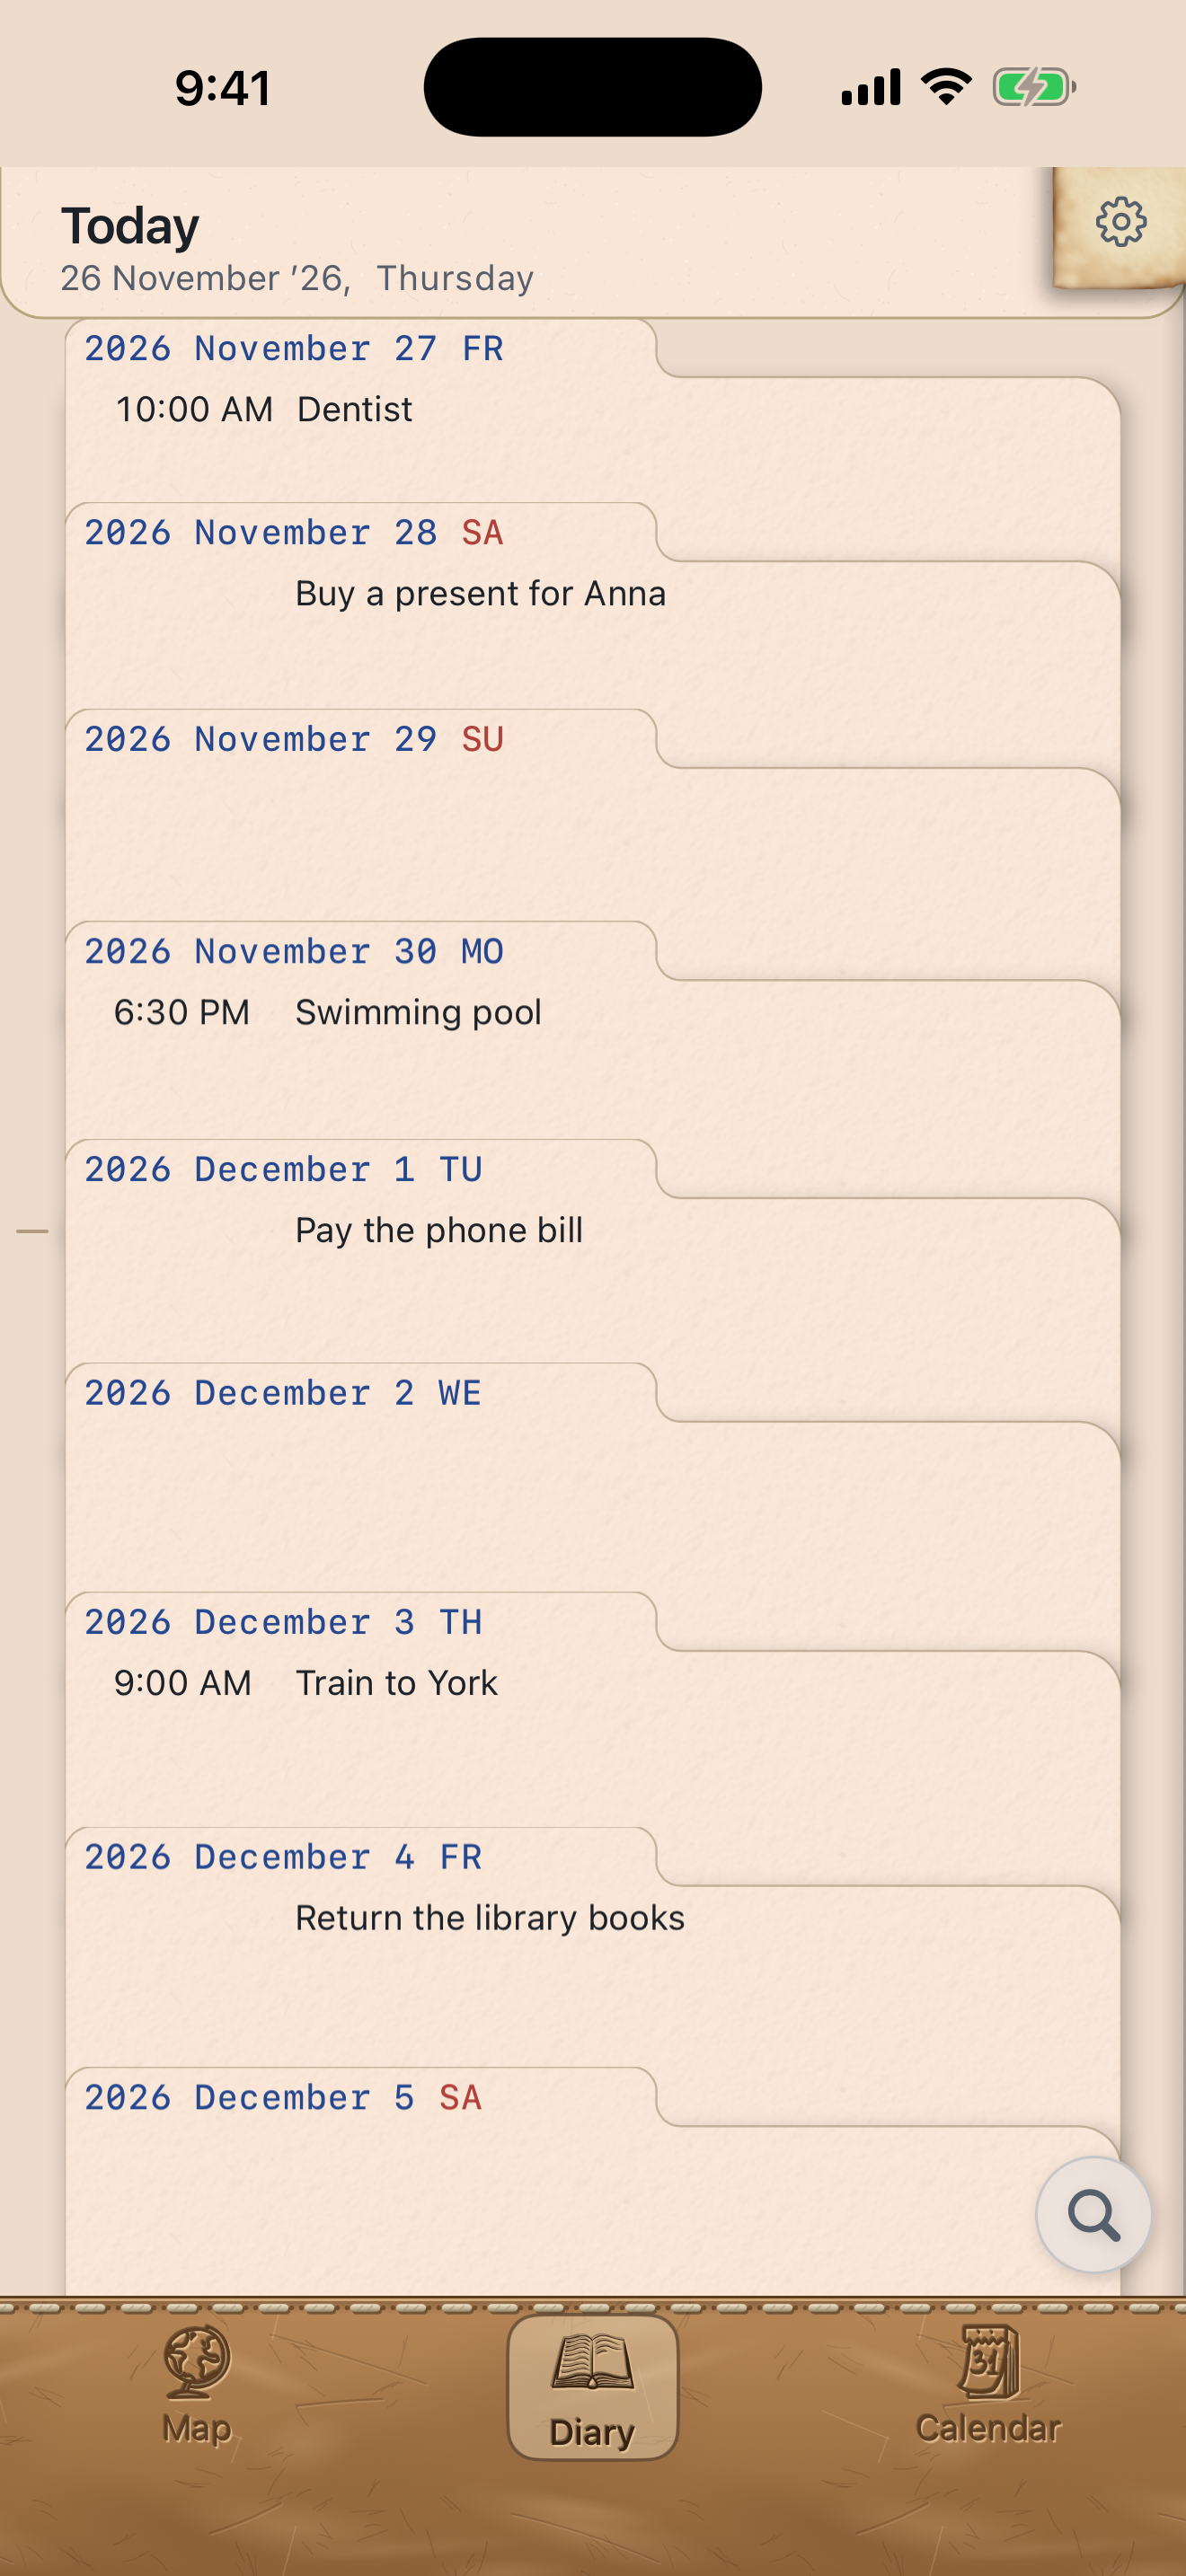 9:41
Today
26 November '26, Thursday
2026 November 27 FR
10:00 AM Dentist
2026 November 28 SA
Buy a present for Anna
2026 November 29 SU
2026 November 30 MO
6:30 PM Swimming pool
2026 December 1 TU
Pay the phone bill
2026 December 2 WE
2026 December 3 TH
9:00 AM Train to York
2026 December 4 FR
Return the library books
2026 December 5 SA
31
Map
Diary
Calendar